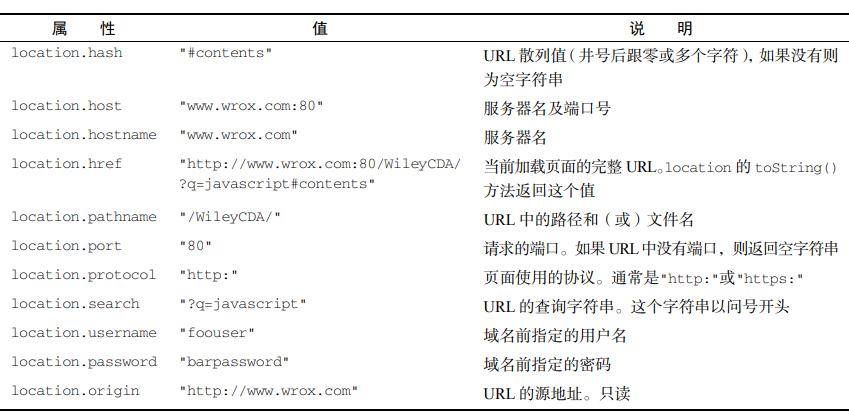 属 性 值 说 明
location.hash "#contents" URL 散列值（井号后跟零或多个字符），如果没有则
为空字符串
location.host "www.wrox.com:80" 服务器名及端口号
location.hostname "www.wrox.com" 服务器名
location.href "http://www.wrox.com:80/WileyCDA/ 当前加载页面的完整 URL。location 的 toString()
?q=javascript#contents" 方法返回这个值
location.pathname "/WileyCDA/" URL 中的路径和（或）文件名
location.port "80" 请求的端口。如果 URL 中没有端口，则返回空字符串
location.protocol "http:" 页面使用的协议。通常是"http:"或"https:"
location.search "?q=javascript" URL 的查询字符串。这个字符串以问号开头
location.username "foouser" 域名前指定的用户名
location.password "barpassword" 域名前指定的密码
location.origin "http://www.wrox.com" URL 的源地址。只读